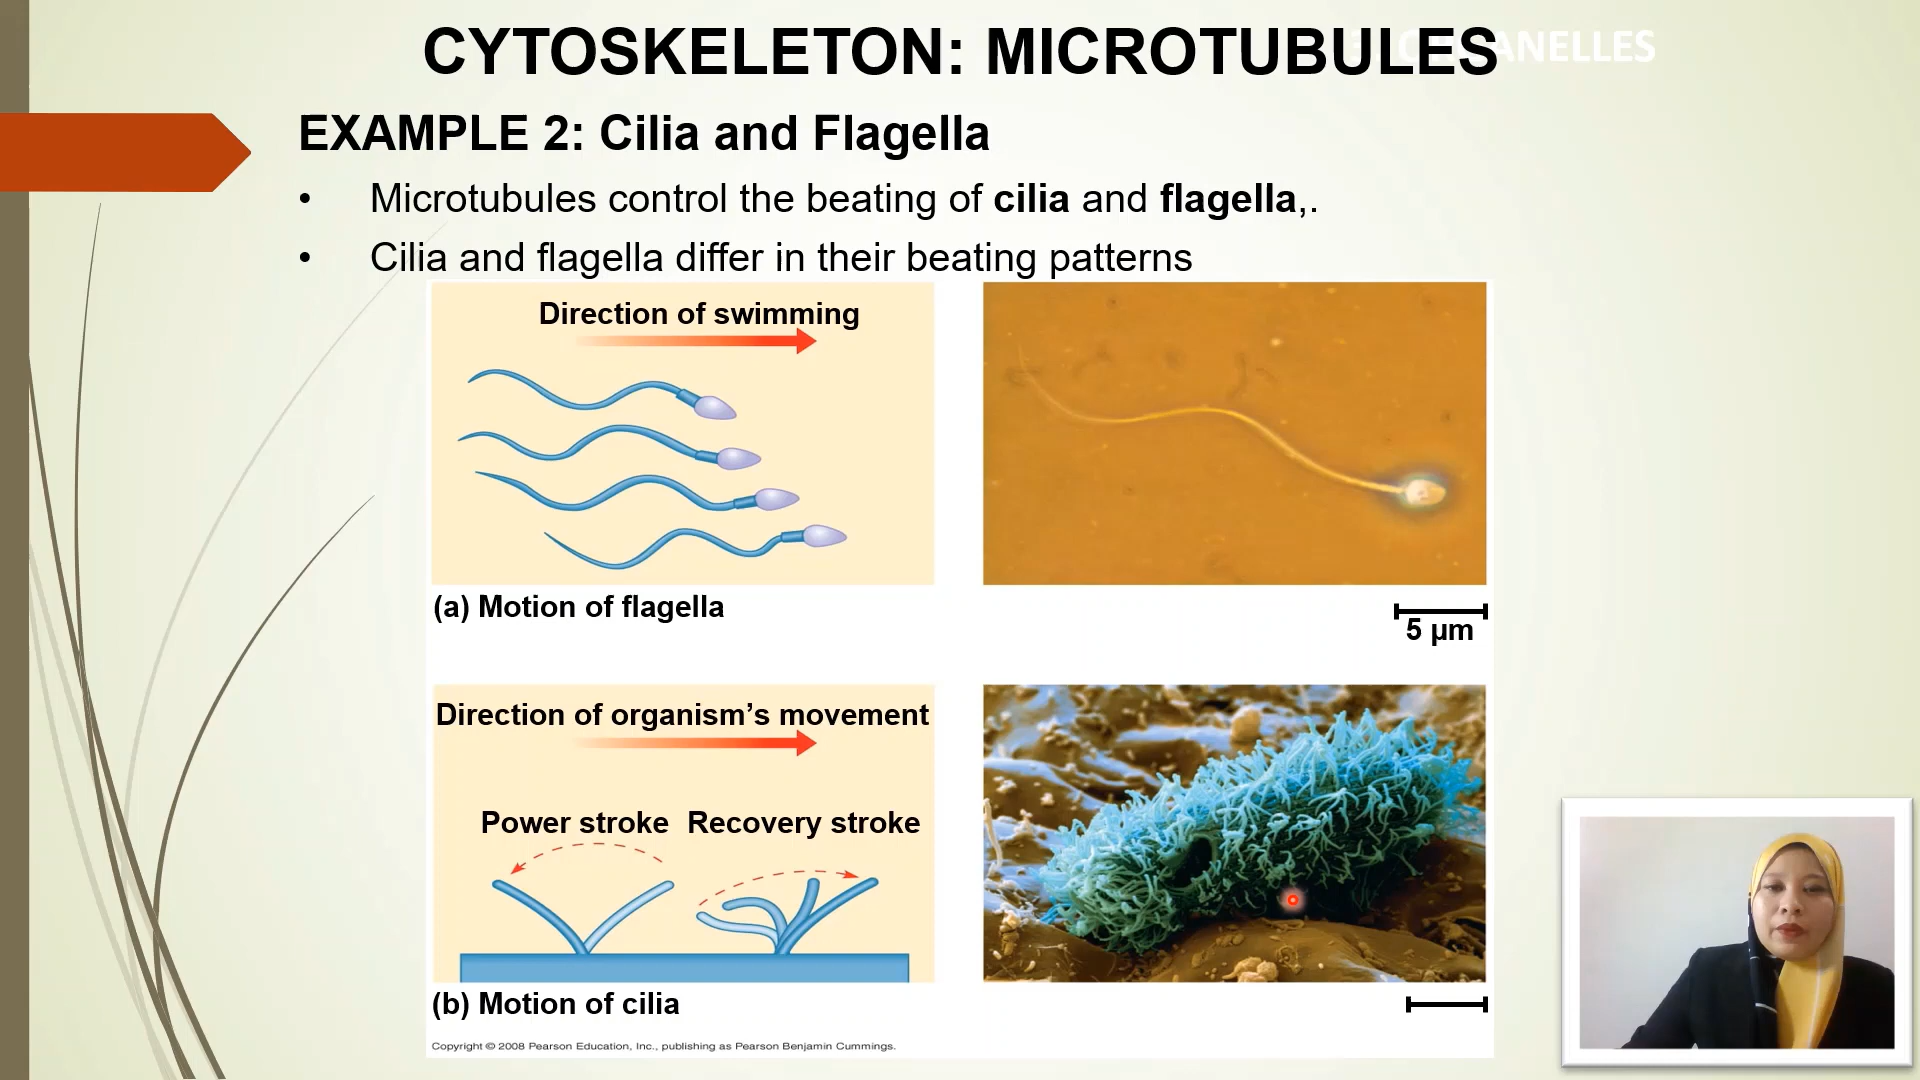 CYTOSKELETON: MICROTUBULES
ANELLES
EXAMPLE 2: Cilia and Flagella
• Microtubules control the beating of cilia and flagella,.
• Cilia and flagella differ in their beating patterns
Direction of swimming
(a) Motion of flagella
5 µm
Direction of organism’s movement
Power stroke Recovery stroke
(b) Motion of cilia
Copyright © 2008 Pearson Education, Inc., publishing as Pearson Benjamin Cummings.